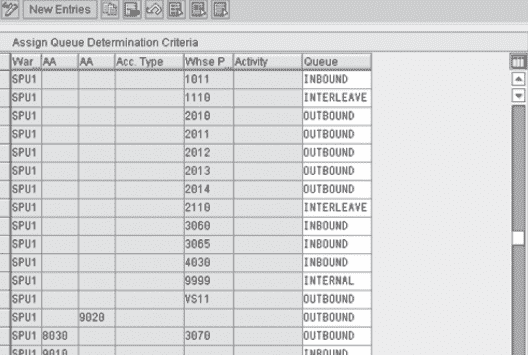 New Entries
Assign Queue Determination Criteria
War AA AA Acc. Type Whse P... Activity Queue
SPU1 1011 INBOUND
SPU1 1110 INTERLEAVE
SPU1 2010 OUTBOUND
SPU1 2011 OUTBOUND
SPU1 2012 OUTBOUND
SPU1 2013 OUTBOUND
SPU1 2014 OUTBOUND
SPU1 2110 INTERLEAVE
SPU1 3060 INBOUND
SPU1 3065 INBOUND
SPU1 4030 INBOUND
SPU1 9999 INTERNAL
SPU1 VS11 OUTBOUND
SPU1 9020 OUTBOUND
SPU1 8030 3070 OUTBOUND
SPU1 9010 INBOUND